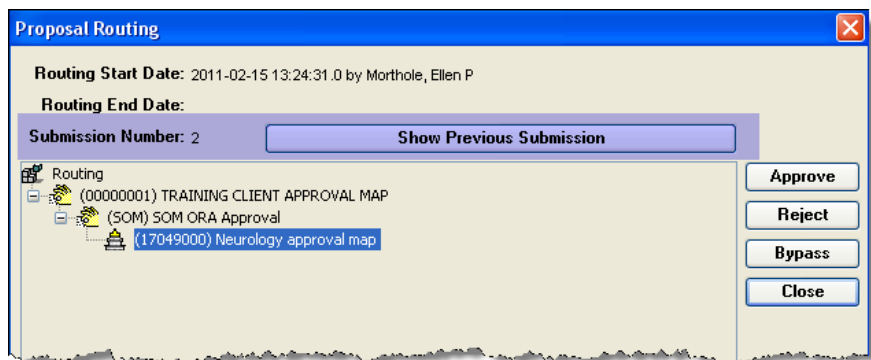 Proposal Routing
Routing Start Date: 2011-02-15 13:24:31.0 by Morthole, Ellen P
Routing End Date:
Submission Number: 2 Show Previous Submission
Routing
(00000001) TRAINING CLIENT APPROVAL MAP
(SOM) SOM ORA Approval
(17049000) Neurology approval map
Approve
Reject
Bypass
Close